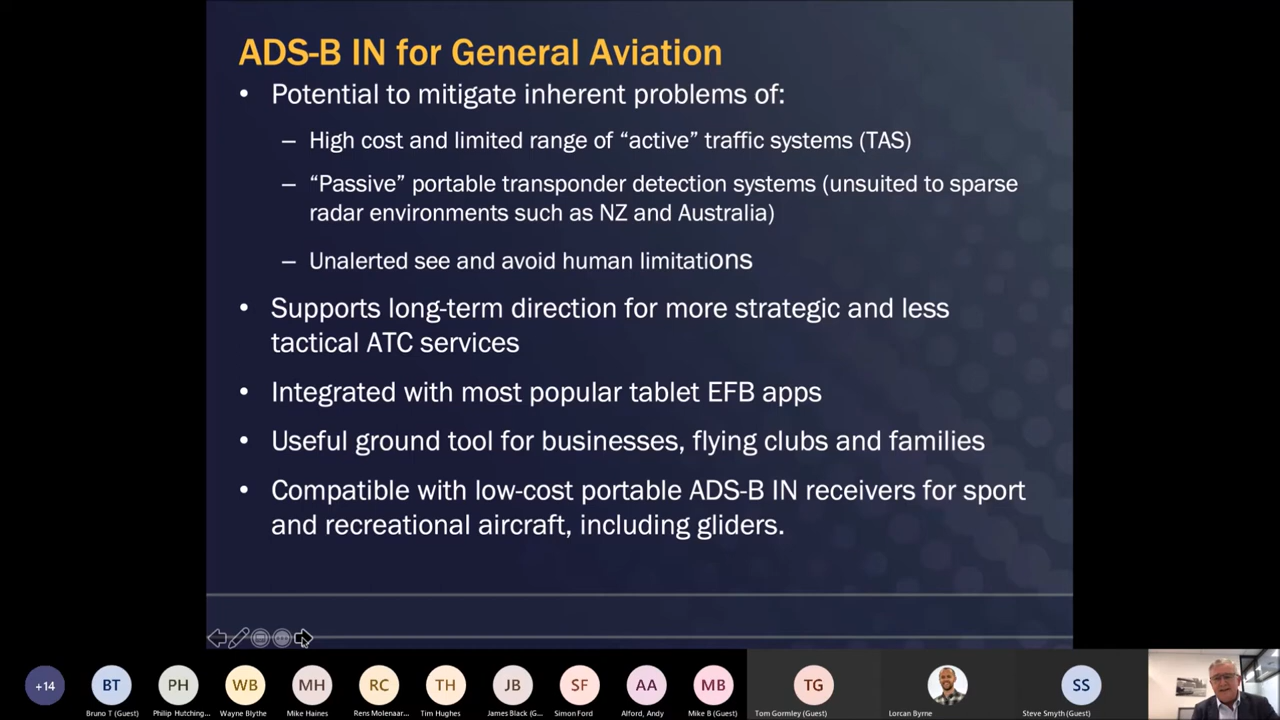 ADS-B IN for General Aviation
• Potential to mitigate inherent problems of:
– High cost and limited range of “active” traffic systems (TAS)
– “Passive” portable transponder detection systems (unsuited to sparse
radar environments such as NZ and Australia)
– Unalerted see and avoid human limitations
• Supports long-term direction for more strategic and less
tactical ATC services
• Integrated with most popular tablet EFB apps
• Useful ground tool for businesses, flying clubs and families
• Compatible with low-cost portable ADS-B IN receivers for sport
and recreational aircraft, including gliders.
+14 BT PH WB MH RC TH JB SF AA MB TG SS
Bruno T (Guest) Philip Hutching... Wayne Blythe Mike Haines Rens Molenaar... Tim Hughes James Black (G... Simon Ford Alford, Andy Mike B (Guest) Tom Gormley (Guest) Lorcan Byrne Steve Smyth (Guest)